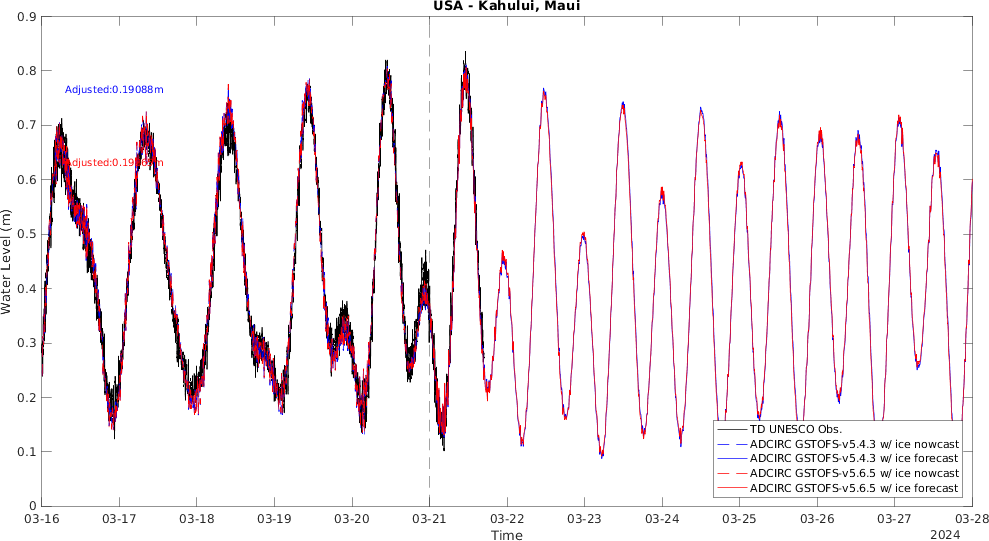 USA - Kahului, Maui
0.9
0.8
0.7
0.6
0.5
0.4
0.3
0.2
0.1
0
Water Level (m)
Adjusted:0.19088m
TD UNESCO Obs.
ADCIRC GSTOFS-v5.4.3 w/ ice nowcast
ADCIRC GSTOFS-v5.4.3 w/ ice forecast
ADCIRC GSTOFS-v5.6.5 w/ ice nowcast
ADCIRC GSTOFS-v5.6.5 w/ ice forecast
03-16 03-17 03-18 03-19 03-20 03-21 03-22 03-23 03-24 03-25 03-26 03-27 03-28
Time
2024